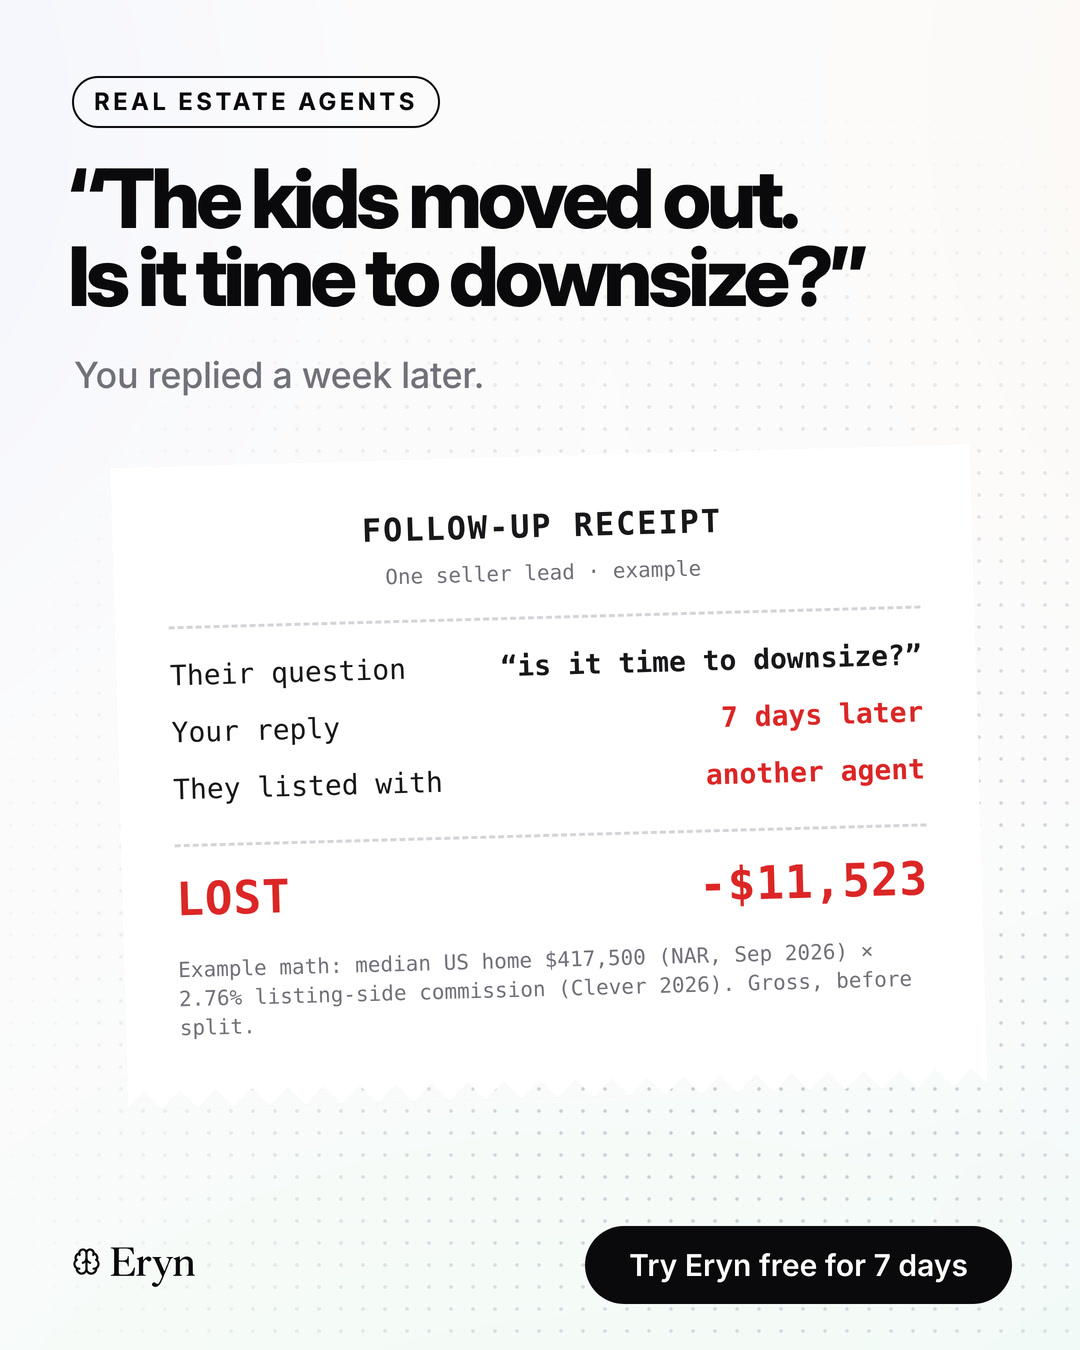 REAL ESTATE AGENTS
“The kids moved out.
Is it time to downsize?”
You replied a week later.
FOLLOW-UP RECEIPT
One seller lead · example
Their question “is it time to downsize?”
Your reply 7 days later
They listed with another agent
LOST -$11,523
Example math: median US home $417,500 (NAR, Sep 2026) ×
2.76% listing-side commission (Clever 2026). Gross, before
split.
Eryn
Try Eryn free for 7 days